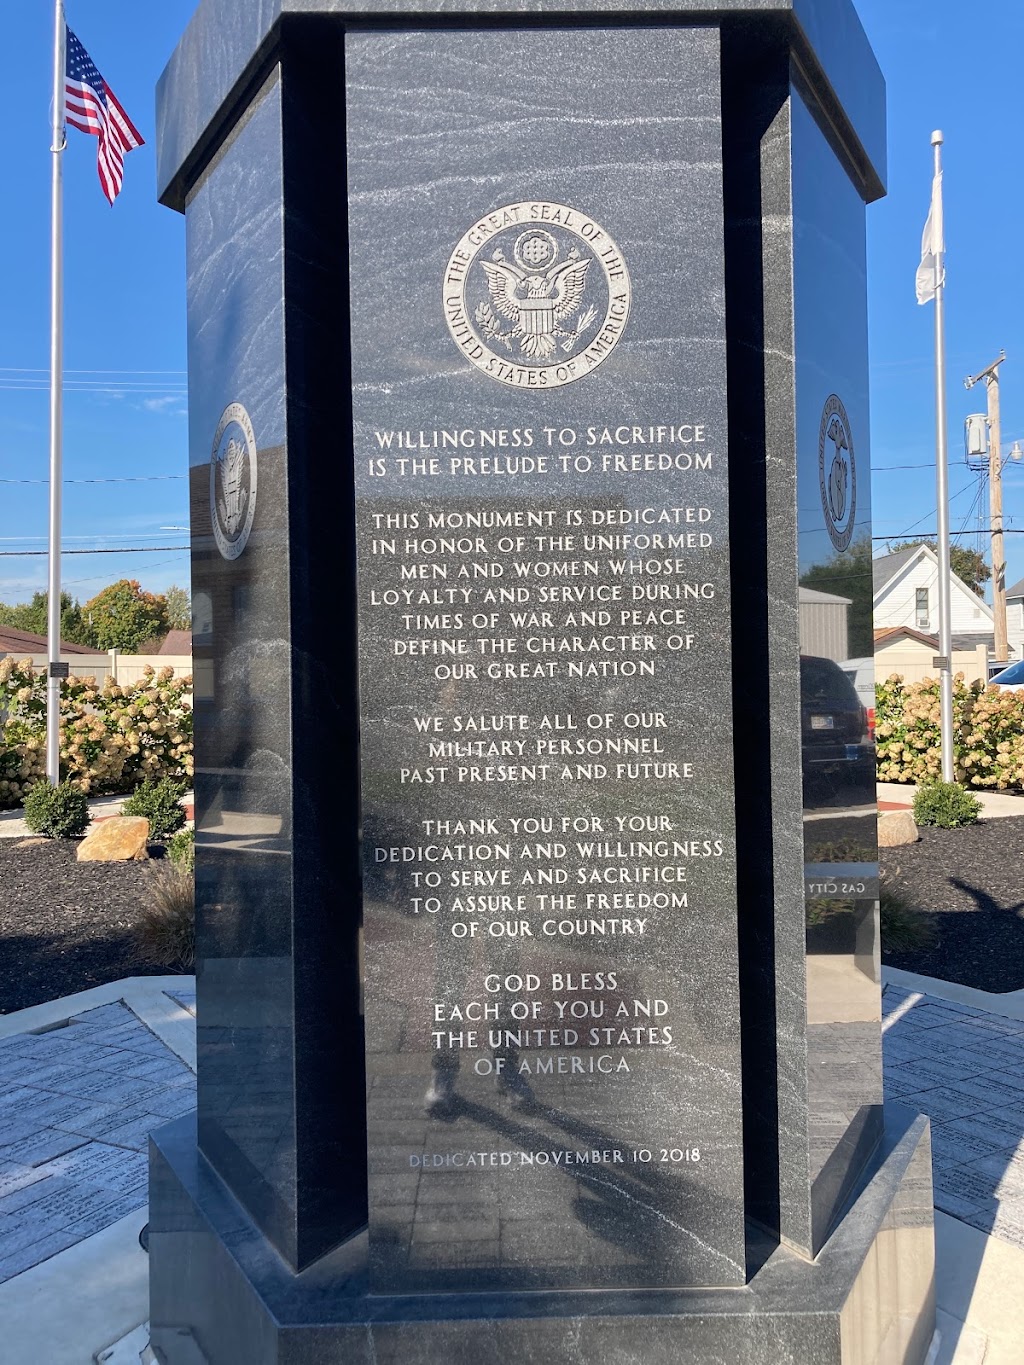 THE GREAT SEAL OF THE
UNITED STATES OF AMERICA
WILLINGNESS TO SACRIFICE
IS THE PRELUDE TO FREEDOM
THIS MONUMENT IS DEDICATED
IN HONOR OF THE UNIFORMED
MEN AND WOMEN WHOSE
LOYALTY AND SERVICE DURING
TIMES OF WAR AND PEACE
DEFINE THE CHARACTER OF
OUR GREAT NATION
WE SALUTE ALL OF OUR
MILITARY PERSONNEL
PAST PRESENT AND FUTURE
THANK YOU FOR YOUR
DEDICATION AND WILLINGNESS
TO SERVE AND SACRIFICE
TO ASSURE THE FREEDOM
OF OUR COUNTRY
GOD BLESS
EACH OF YOU AND
THE UNITED STATES
OF AMERICA
DEDICATED NOVEMBER 10 2018
GAS CITY